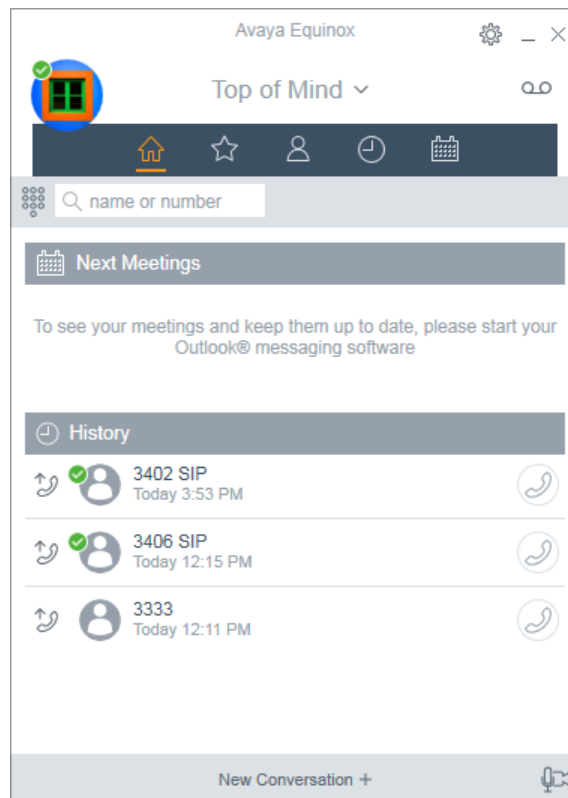 Avaya Equinox
Top of Mind
name or number
Next Meetings
To see your meetings and keep them up to date, please start your
Outlook® messaging software
History
3402 SIP
Today 3:53 PM
3406 SIP
Today 12:15 PM
3333
Today 12:11 PM
New Conversation +